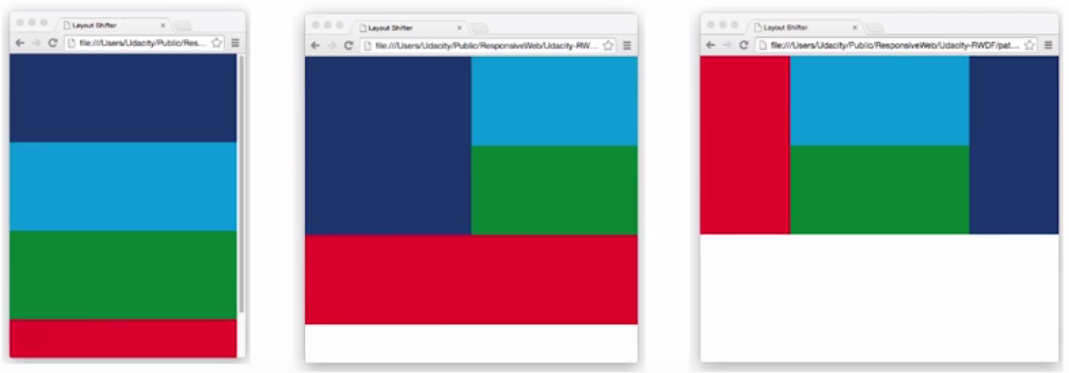 Layout Shifter
file:///Users/Udacity/Public/Res...
Layout Shifter
file:///Users/Udacity/Public/ResponsiveWeb/Udacity-RW...
Layout Shifter
file:///Users/Udacity/Public/ResponsiveWeb/Udacity-RWDF/pat...